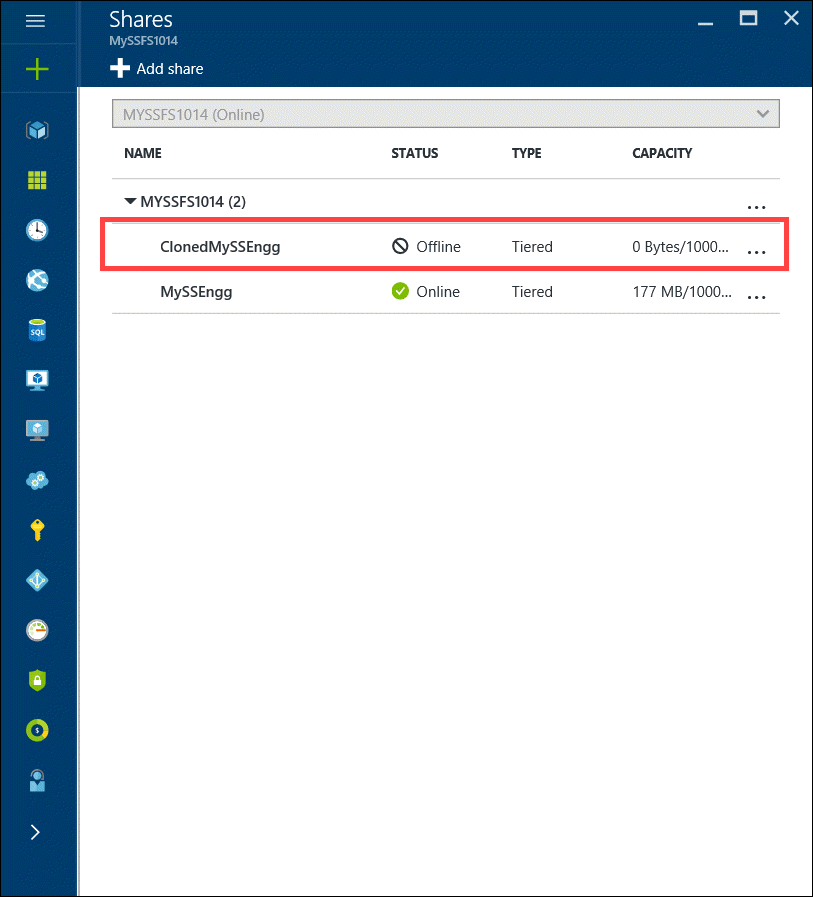 Shares
MySSFS1014
Add share
MYSSFS1014 (Online)
NAME STATUS TYPE CAPACITY
MYSSFS1014 (2) ...
ClonedMySSEngg Offline Tiered 0 Bytes/1000... ...
MySSEngg Online Tiered 177 MB/1000... ...
SQL
$